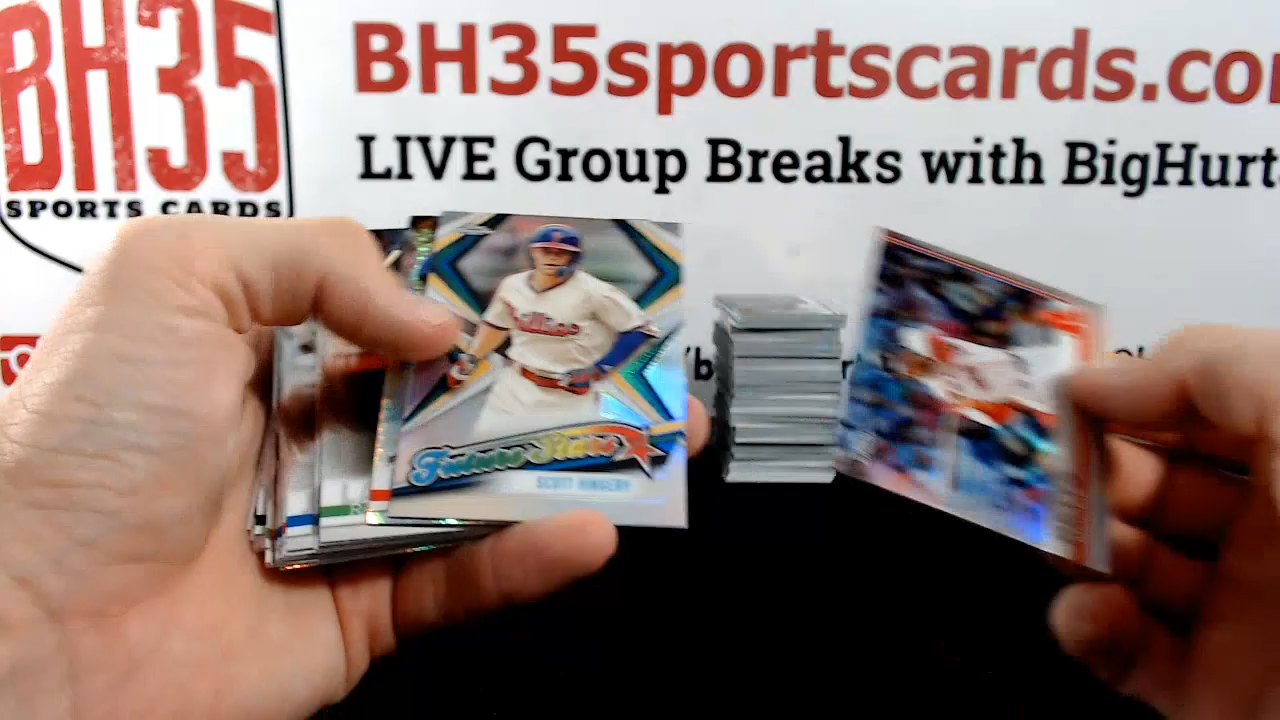 BH35
SPORTS CARDS
BH35sportscards.co
LIVE Group Breaks with BigHurt
Phillies
Future Stars
SCOTT KINGERY